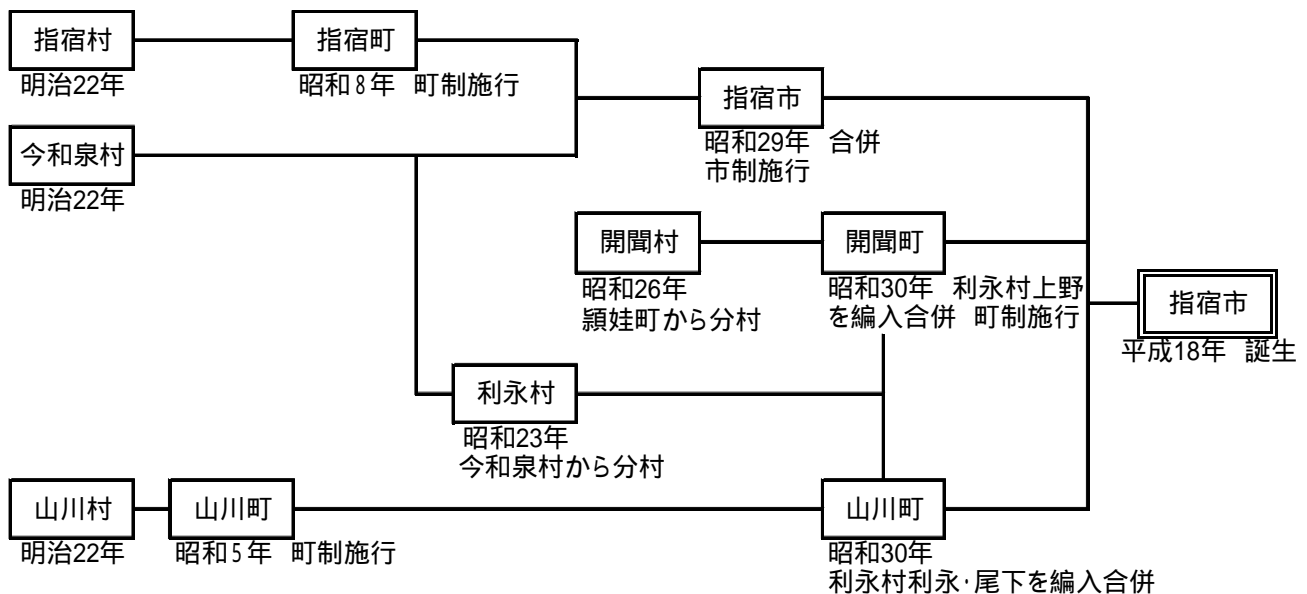 指宿村
明治22年
指宿町
昭和8年 町制施行
指宿市
昭和29年 合併
市制施行
今和泉村
明治22年
開聞村
昭和26年
頴娃町から分村
開聞町
昭和30年 利永村上野
を編入合併 町制施行
指宿市
平成18年 誕生
利永村
昭和23年
今和泉村から分村
山川村
明治22年
山川町
昭和5年 町制施行
山川町
昭和30年
利永村利永・尾下を編入合併